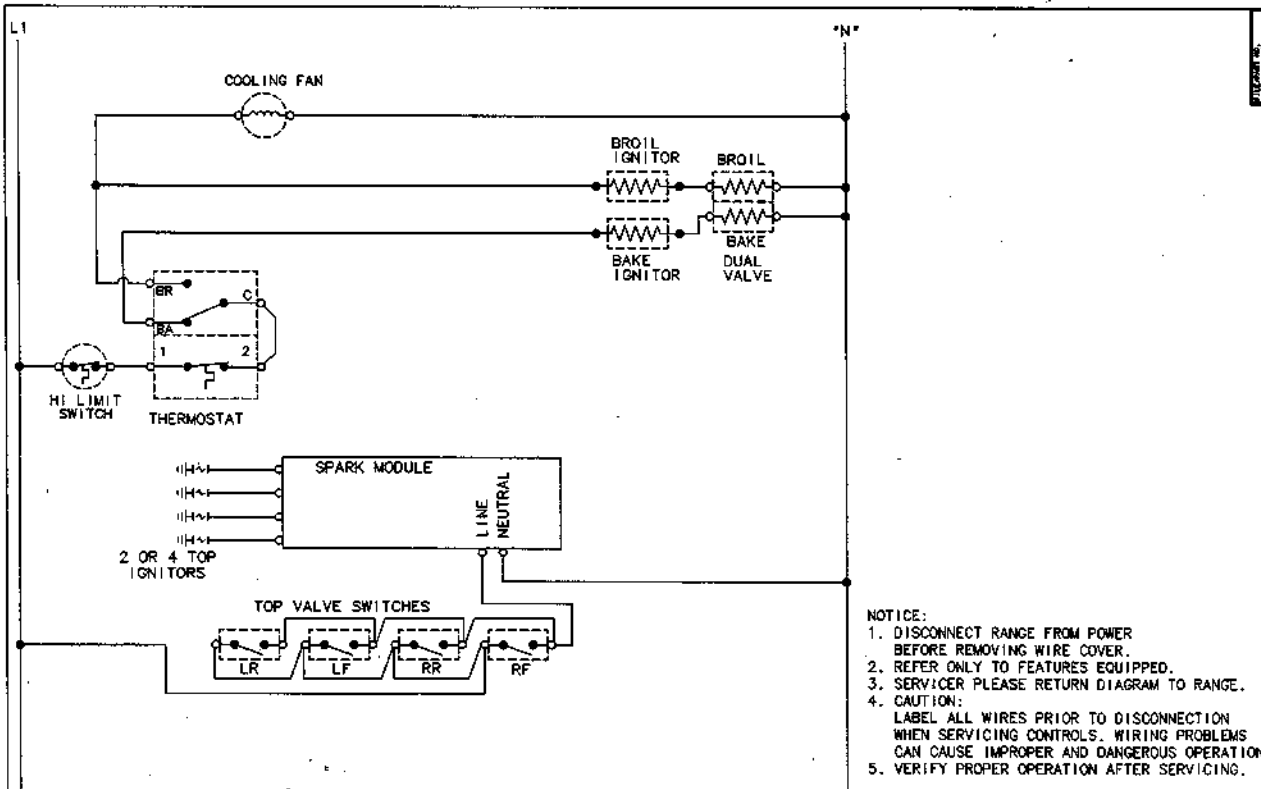 L1
"N"
COOLING FAN
BROIL
IGNITOR
BROIL
BAKE
IGNITOR
BAKE
DUAL
VALVE
BR
C
BA
1
2
HI LIMIT
SWITCH
THERMOSTAT
SPARK MODULE
LINE
NEUTRAL
2 OR 4 TOP
IGNITORS
TOP VALVE SWITCHES
LR
LF
RR
RF
NOTICE:
1. DISCONNECT RANGE FROM POWER
BEFORE REMOVING WIRE COVER.
2. REFER ONLY TO FEATURES EQUIPPED.
3. SERVICER PLEASE RETURN DIAGRAM TO RANGE.
4. CAUTION:
LABEL ALL WIRES PRIOR TO DISCONNECTION
WHEN SERVICING CONTROLS. WIRING PROBLEMS
CAN CAUSE IMPROPER AND DANGEROUS OPERATION
5. VERIFY PROPER OPERATION AFTER SERVICING.